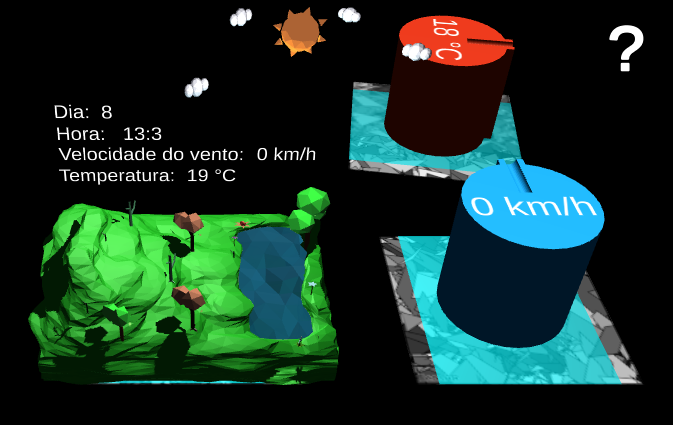 Dia: 8
Hora: 13:3
Velocidade do vento: 0 km/h
Temperatura: 19 °C
18 °C
?
0 km/h